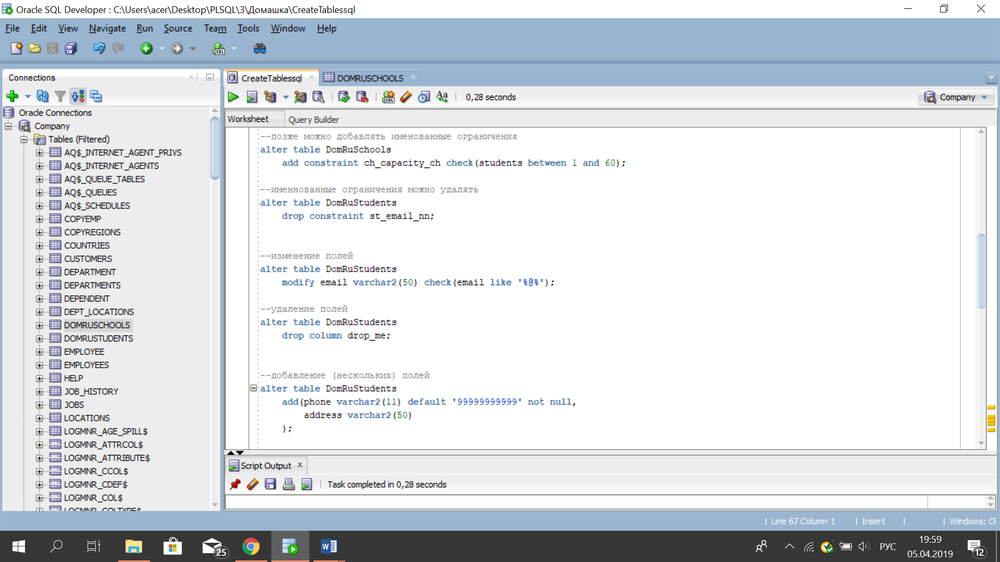 Oracle SQL Developer : C:\Users\acer\Desktop\PLSQL\3\Домашка\CreateTablessql
File Edit View Navigate Run Source Team Tools Window Help
Connections
Oracle Connections
Company
Tables (Filtered)
AQ$_INTERNET_AGENT_PRIVS
AQ$_INTERNET_AGENTS
AQ$_QUEUE_TABLES
AQ$_QUEUES
AQ$_SCHEDULES
COPYEMP
COPYREGIONS
COUNTRIES
CUSTOMERS
DEPARTMENT
DEPARTMENTS
DEPENDENT
DEPT_LOCATIONS
DOMRUSCHOOLS
DOMRUSTUDENTS
EMPLOYEE
EMPLOYEES
HELP
JOB_HISTORY
JOBS
LOCATIONS
LOGMNR_AGE_SPILL$
LOGMNR_ATTRCOL$
LOGMNR_ATTRIBUTE$
LOGMNR_CCOL$
LOGMNR_CDEF$
LOGMNR_COL$
LOGMNR_COLTYPE$
CreateTablessql DOMRUSCHOOLS
0,28 seconds
Company
Worksheet Query Builder
--позже можно добавлять именованные ограничения
alter table DomRuSchools
add constraint ch_capacity_ch check(students between 1 and 60);
--именнованные ограничения можно удалять
alter table DomRuStudents
drop constraint st_email_nn;
--изменение полей
alter table DomRuStudents
modify email varchar2(50) check(email like '%@%');
--удаление полей
alter table DomRuStudents
drop column drop_me;
--добавление (нескольких) полей
alter table DomRuStudents
add(phone varchar2(11) default '99999999999' not null,
address varchar2(50)
);
Script Output
Task completed in 0,28 seconds
Line 67 Column 1 Insert Windows:
25
РУС
19:59
05.04.2019
12